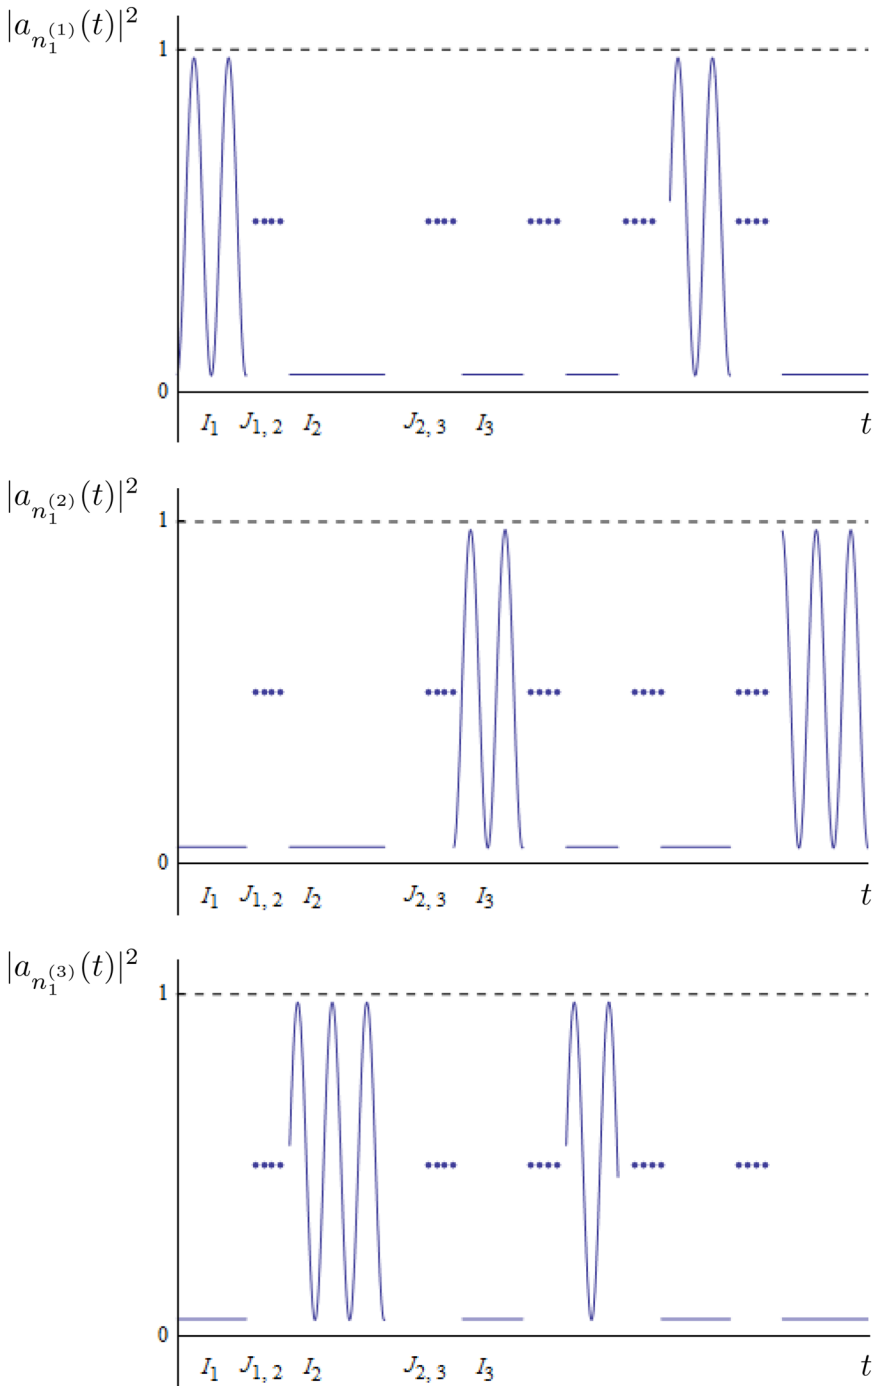 |a_{n_1^{(1)}}(t)|^2
1
0
I_1 J_{1,2} I_2 J_{2,3} I_3 t
|a_{n_1^{(2)}}(t)|^2
1
0
I_1 J_{1,2} I_2 J_{2,3} I_3 t
|a_{n_1^{(3)}}(t)|^2
1
0
I_1 J_{1,2} I_2 J_{2,3} I_3 t